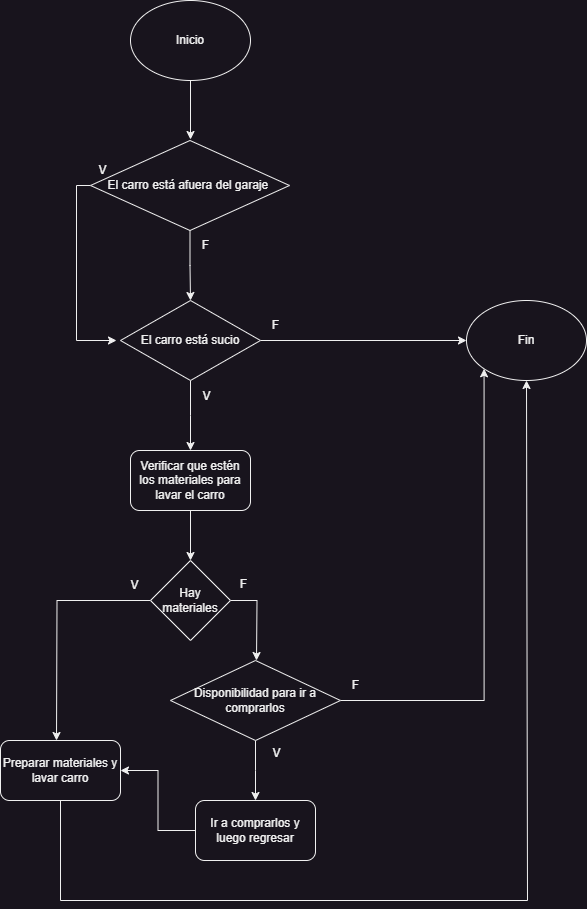 Inicio
V
El carro está afuera del garaje
F
El carro está sucio
F
Fin
V
Verificar que estén
los materiales para
lavar el carro
V
Hay
materiales
F
Disponibilidad para ir a
comprarlos
F
V
Preparar materiales y
lavar carro
Ir a comprarlos y
luego regresar